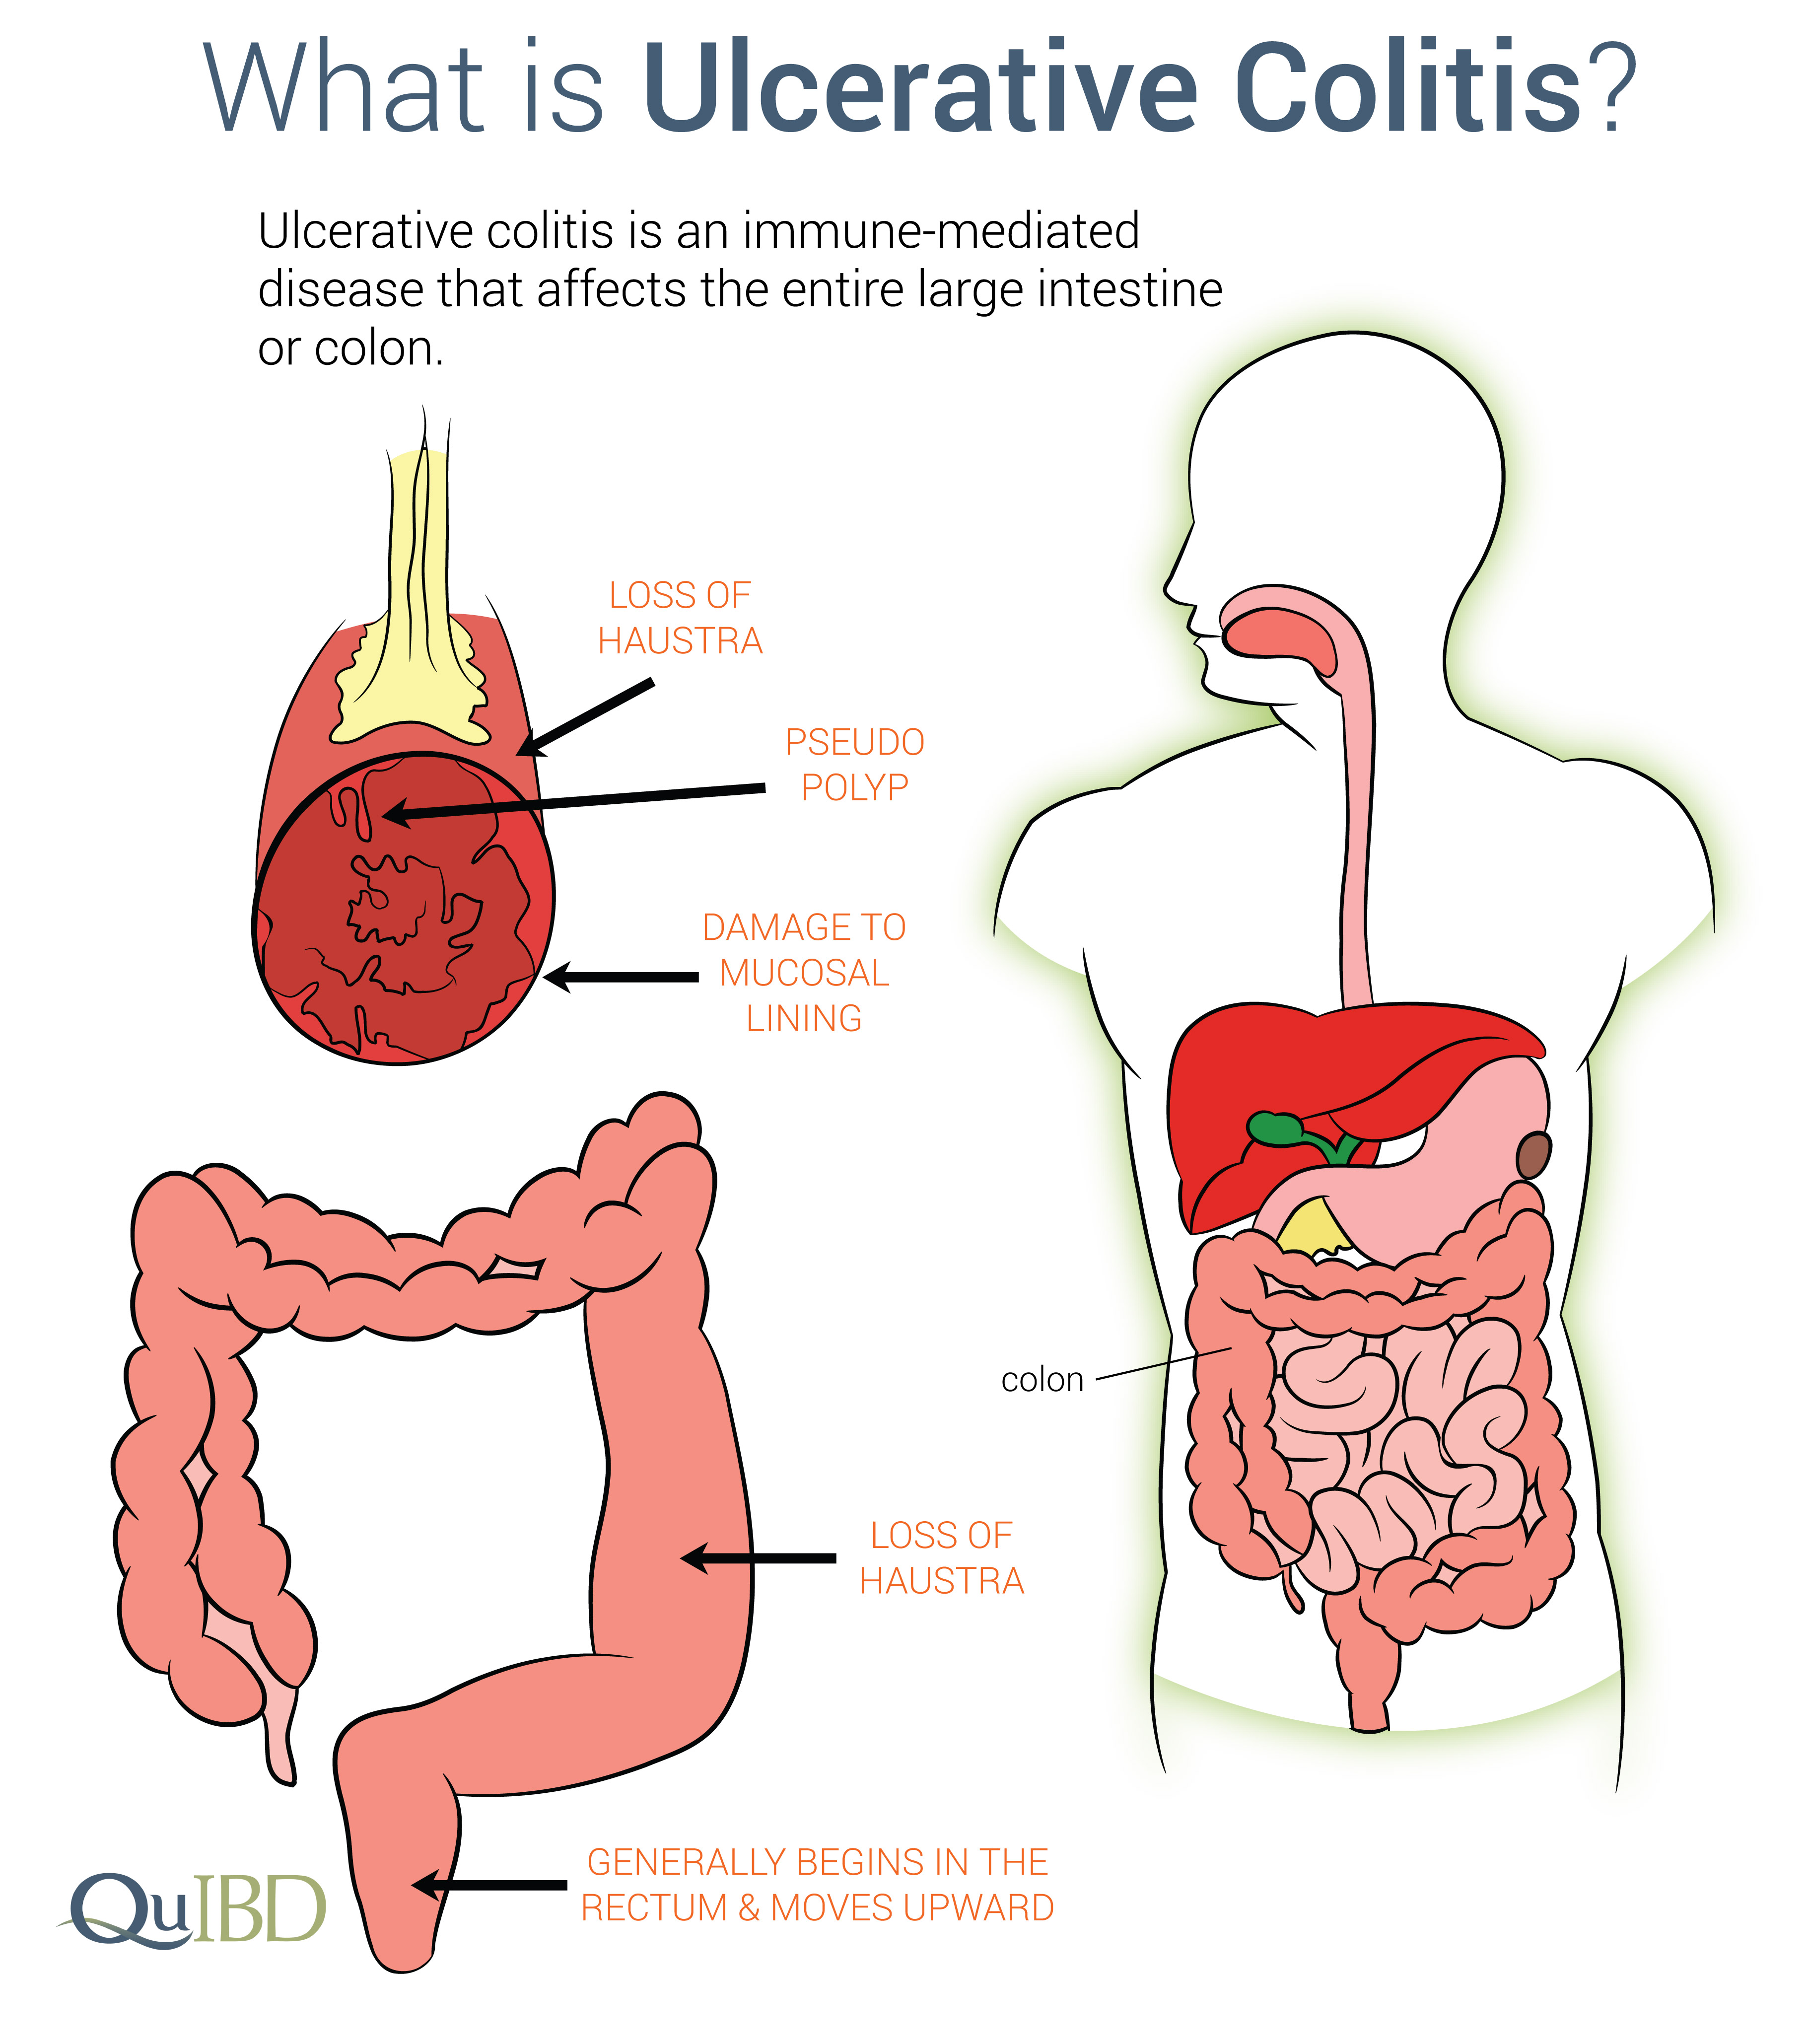 What is Ulcerative Colitis?
Ulcerative colitis is an immune-mediated
disease that affects the entire large intestine
or colon.
LOSS OF
HAUSTRA
PSEUDO
POLYP
DAMAGE TO
MUCOSAL
LINING
colon
LOSS OF
HAUSTRA
GENERALLY BEGINS IN THE
RECTUM & MOVES UPWARD
QuIBD